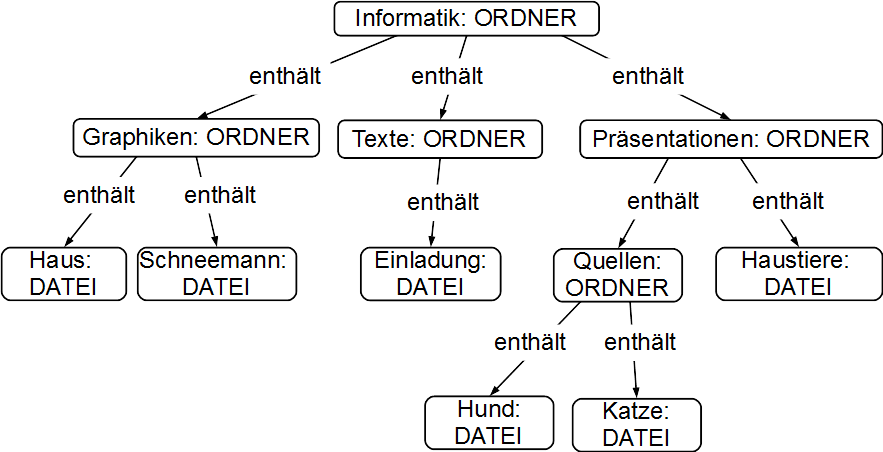 Informatik: ORDNER
enthält
enthält
enthält
Graphiken: ORDNER
Texte: ORDNER
Präsentationen: ORDNER
enthält
enthält
enthält
enthält
enthält
Haus:
DATEI
Schneemann:
DATEI
Einladung:
DATEI
Quellen:
ORDNER
Haustiere:
DATEI
enthält
enthält
Hund:
DATEI
Katze:
DATEI